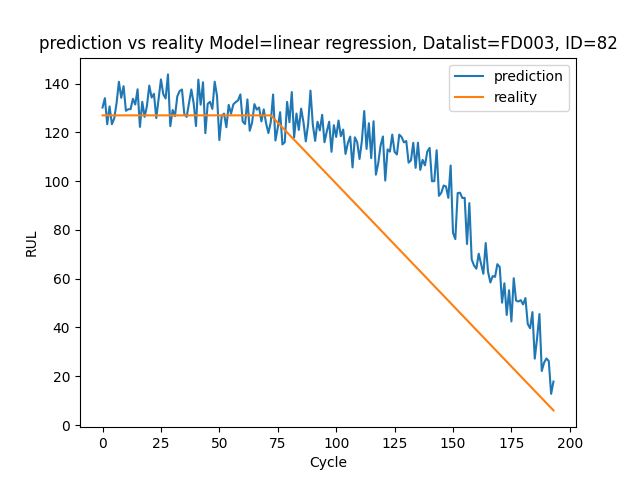 prediction vs reality Model=linear regression, Datalist=FD003, ID=82
prediction
reality
RUL
140
120
100
80
60
40
20
0
0 25 50 75 100 125 150 175 200
Cycle